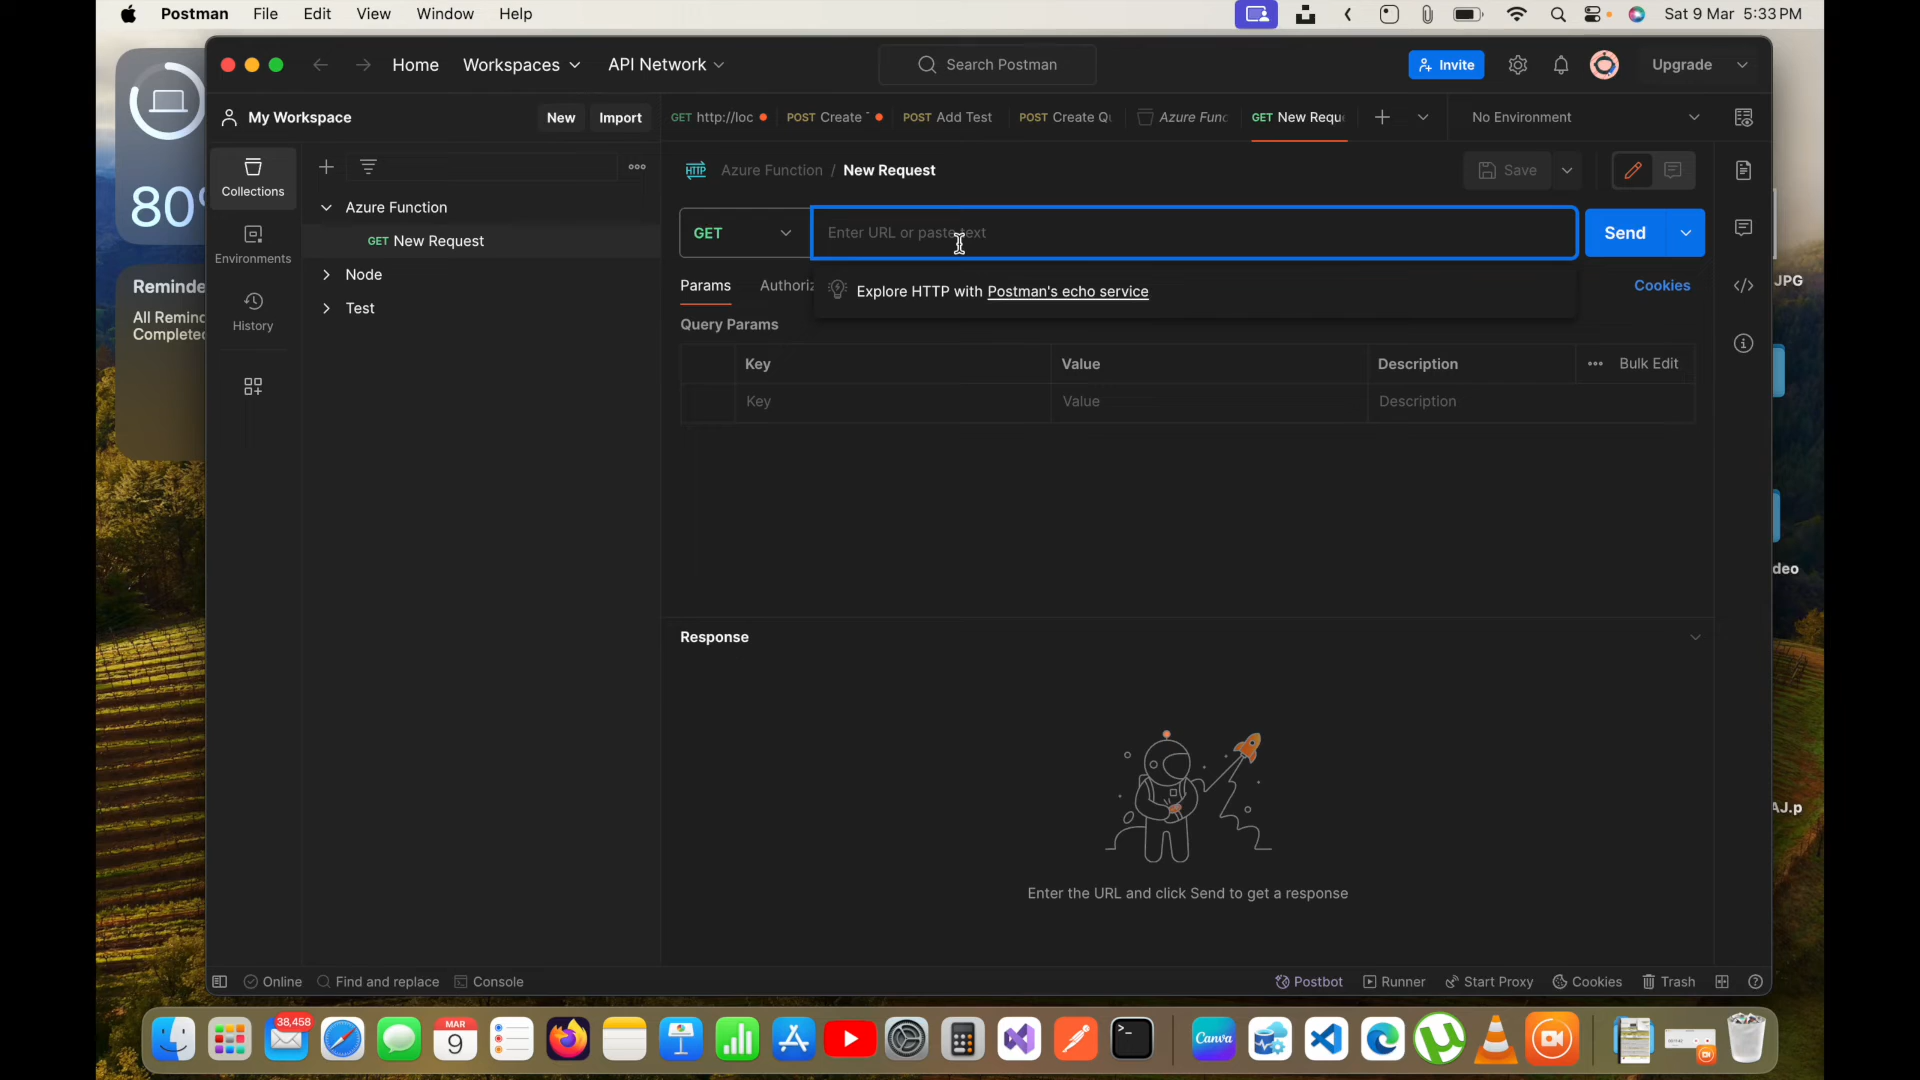 Postman File Edit View Window Help Sat 9 Mar 5:33 PM
Home Workspaces API Network Search Postman Invite Upgrade
My Workspace New Import GET http://loc POST Create POST Add Test POST Create Qu Azure Func GET New Requ No Environment
Collections
Environments
History
Azure Function
GET New Request
Node
Test
Azure Function / New Request Save
GET Enter URL or paste text Send
Params Authoriz Cookies
Explore HTTP with Postman's echo service
Query Params
Key Value Description Bulk Edit
Key Value Description
Response
Enter the URL and click Send to get a response
Online Find and replace Console Postbot Runner Start Proxy Cookies Trash
80°
Reminde
All Remind
Completed
JPG
deo
AJ.p
38,458
MAR
9
Canva